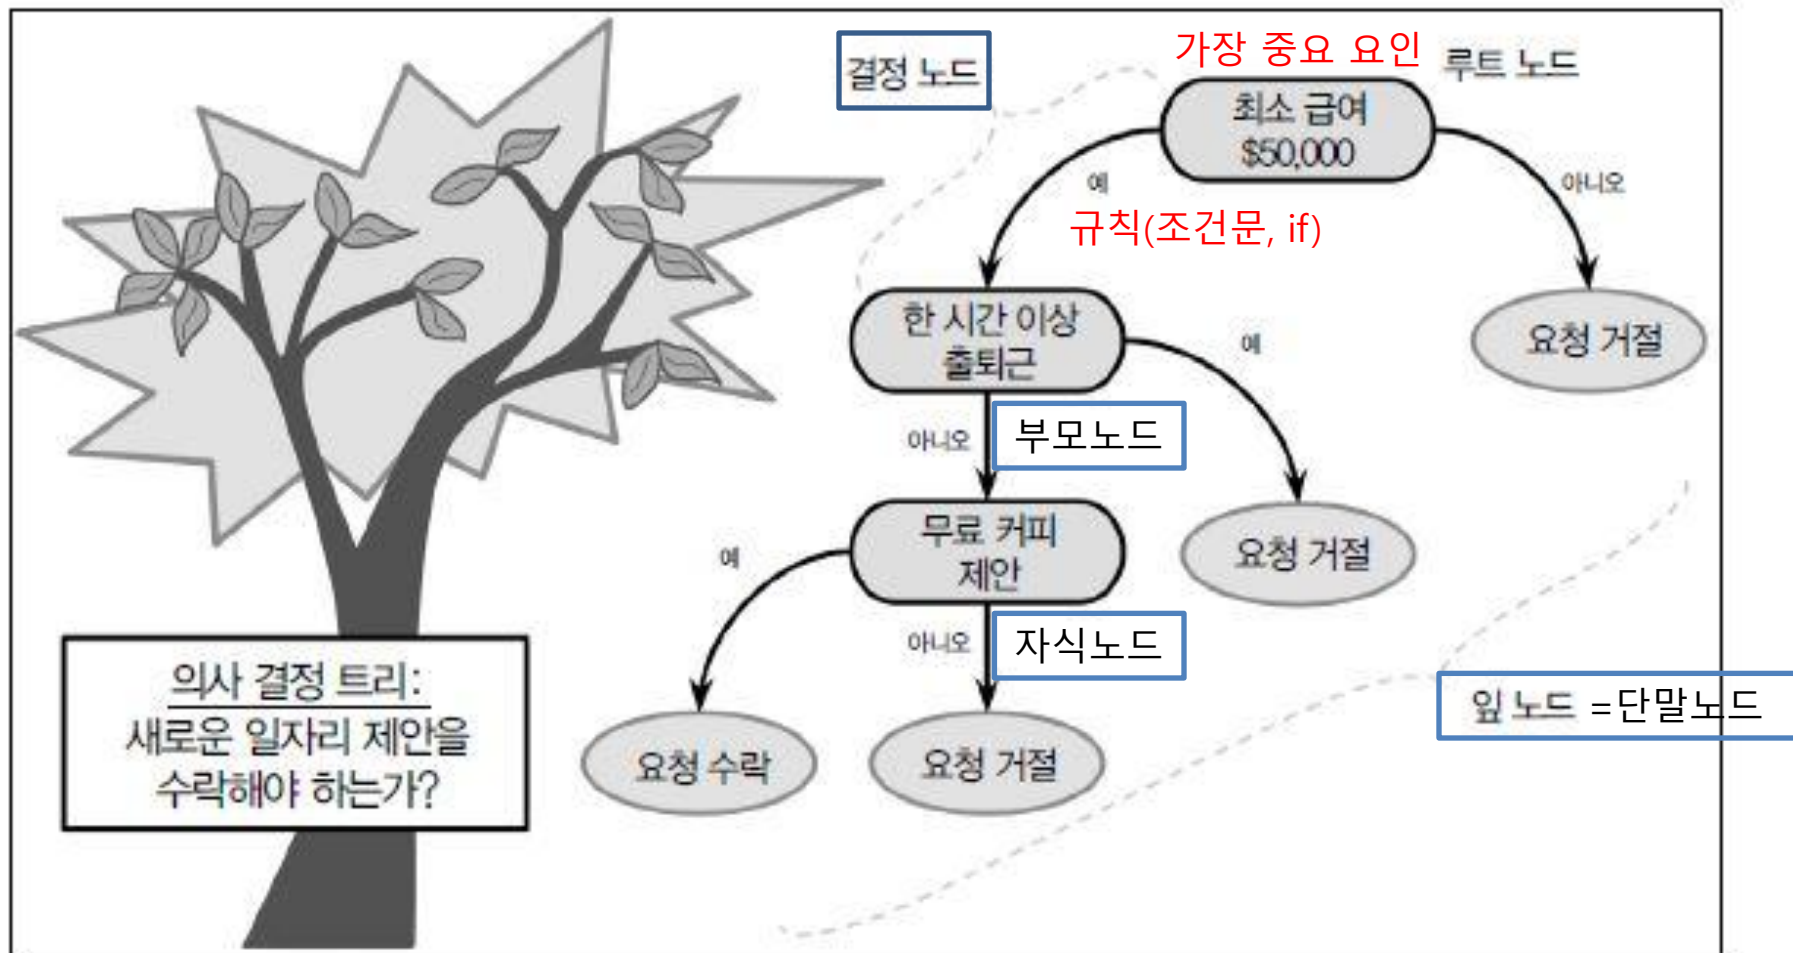 가장 중요 요인
루트 노드
결정 노드
최소 급여
$50,000
예
아니오
규칙(조건문, if)
한 시간 이상
출퇴근
예
요청 거절
아니오
부모노드
무료 커피
제안
요청 거절
예
아니오
자식노드
의사 결정 트리:
새로운 일자리 제안을
수락해야 하는가?
잎 노드 =단말노드
요청 수락
요청 거절